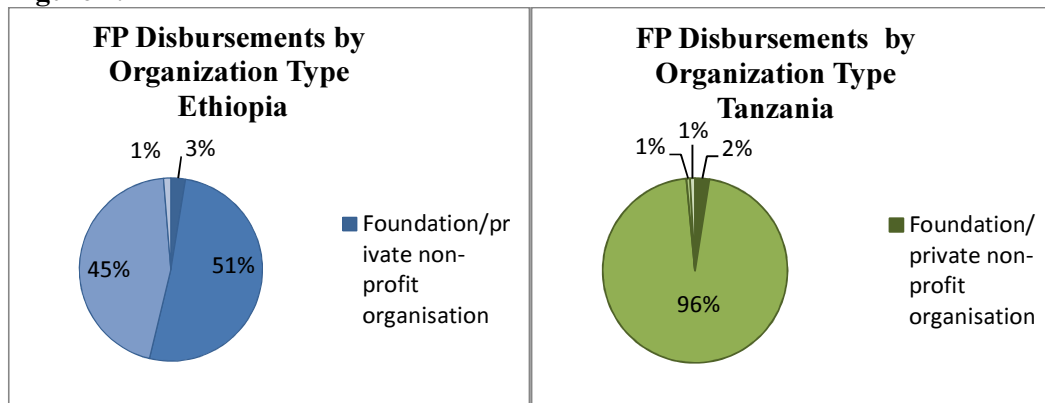 FP Disbursements by
Organization Type
Ethiopia
1%
3%
45%
51%
Foundation/pr
ivate non-
profit
organisation
FP Disbursements by
Organization Type
Tanzania
1%
1%
2%
96%
Foundation/
private non-
profit
organisation